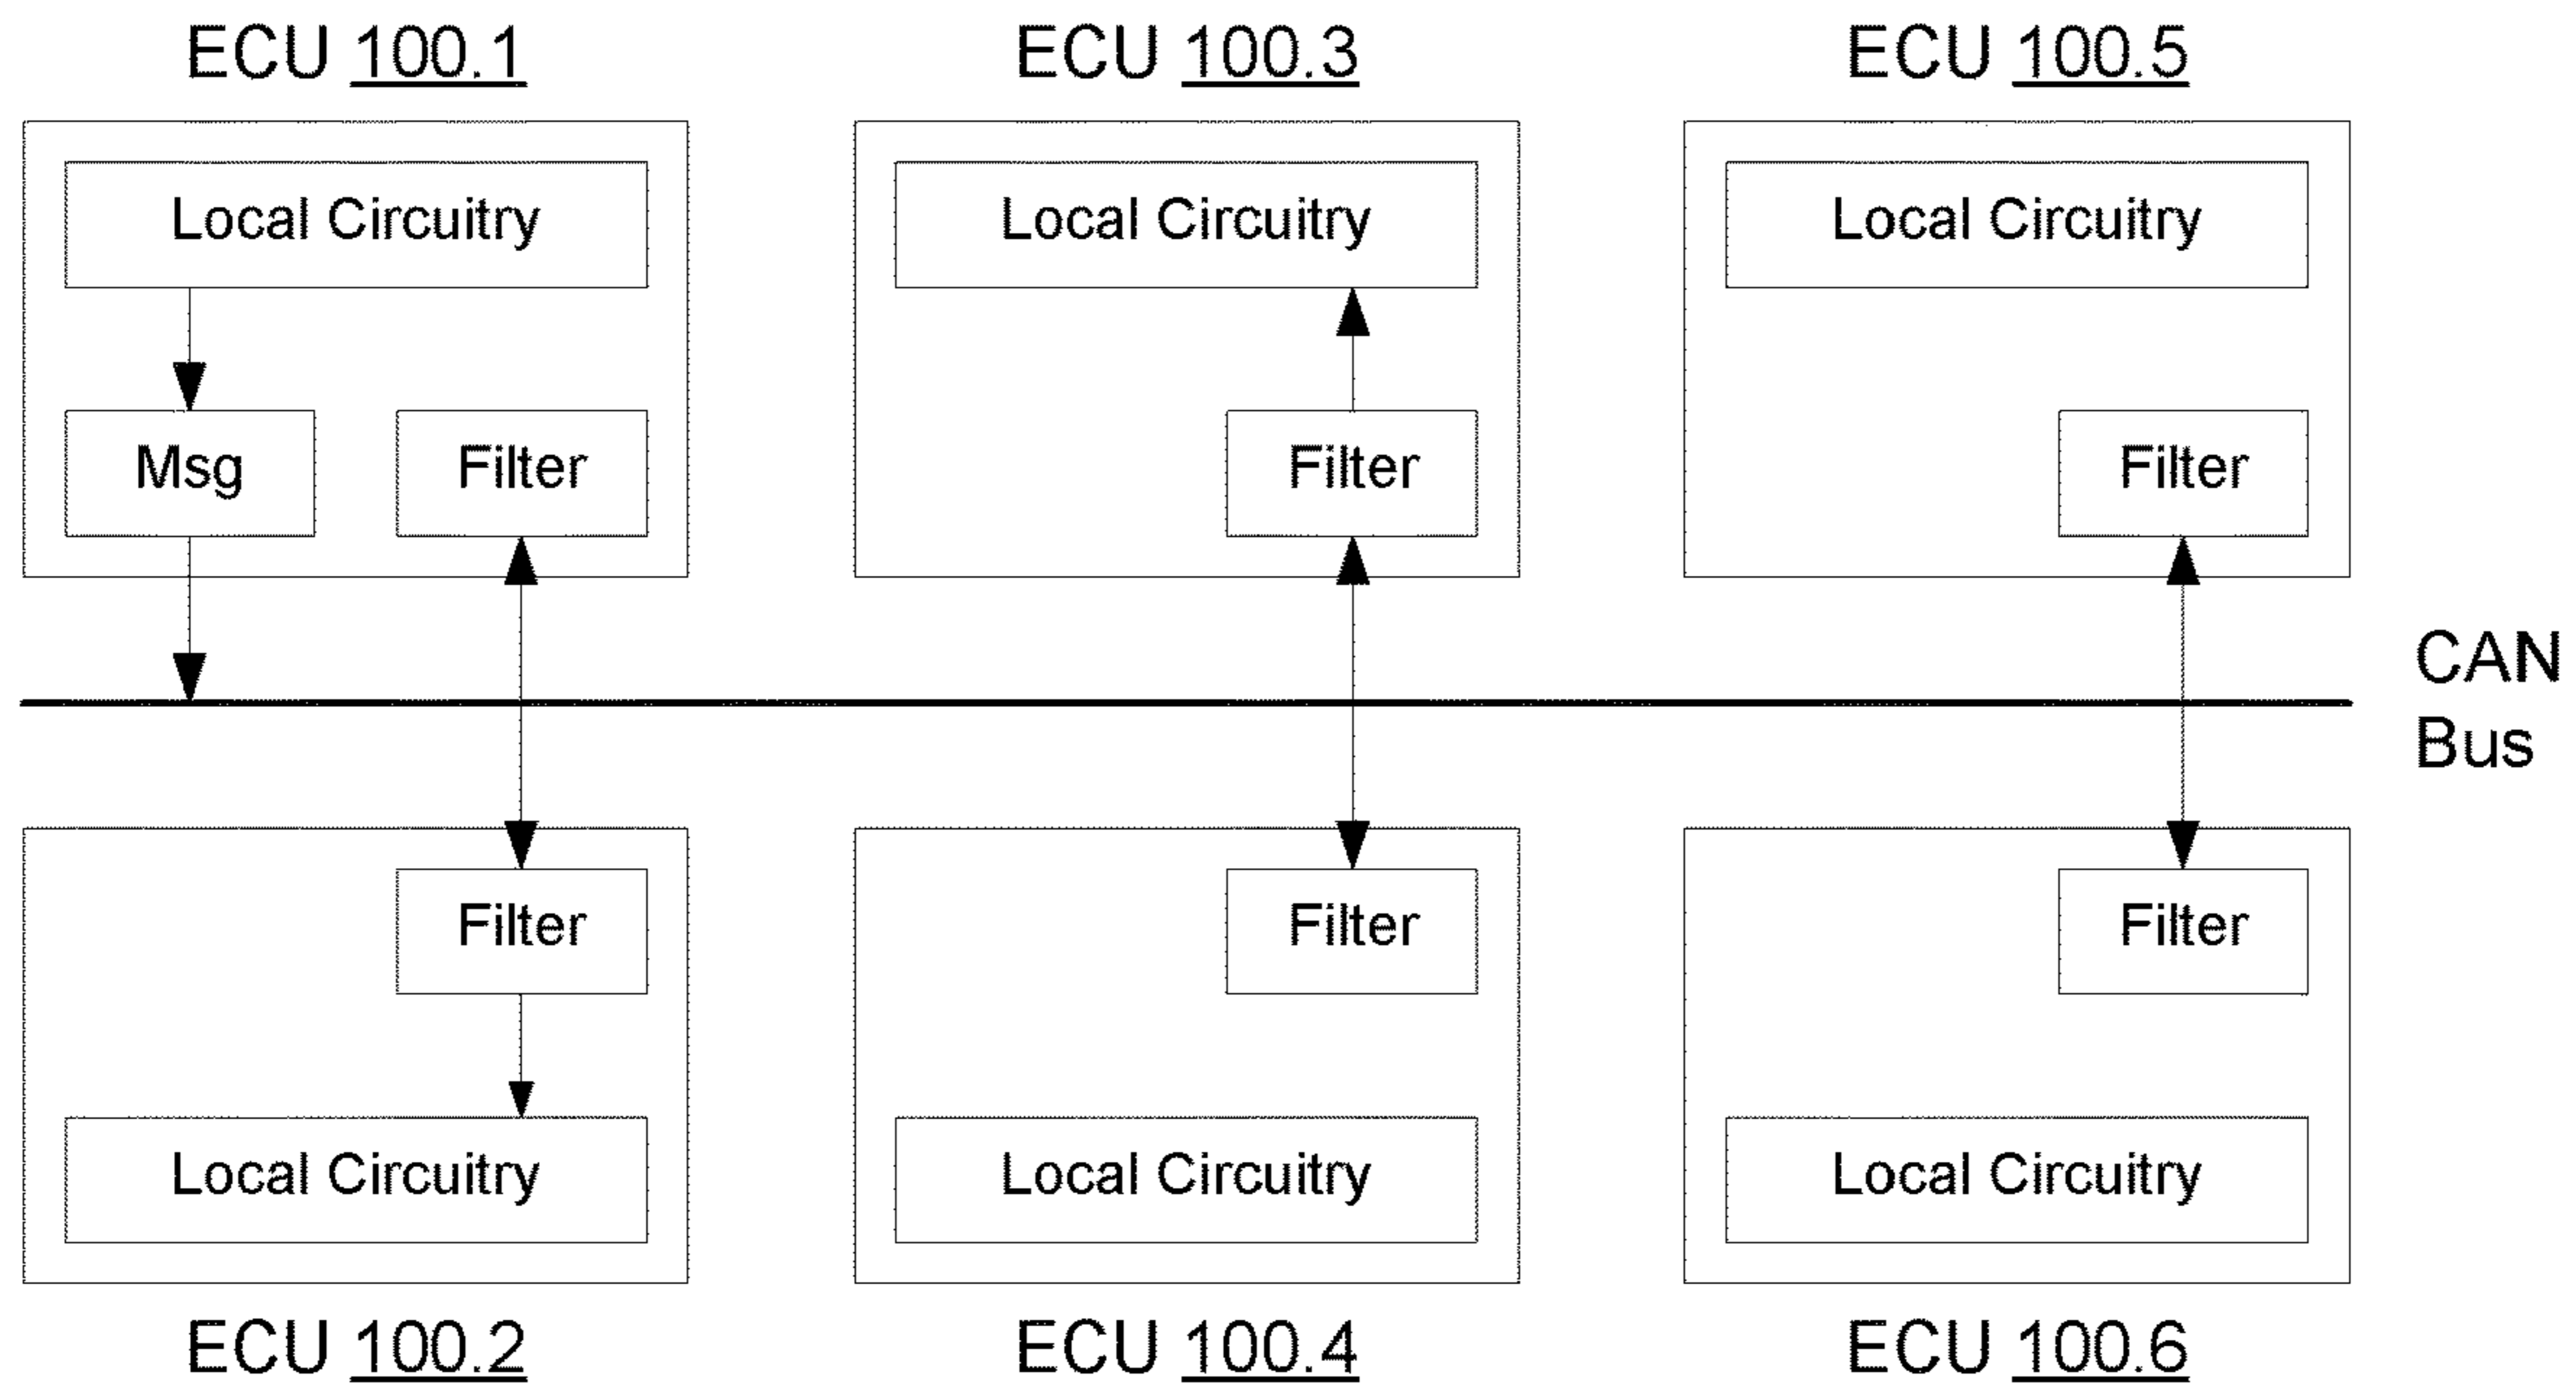 ECU 100.1
ECU 100.3
ECU 100.5
Local Circuitry
Local Circuitry
Local Circuitry
Msg
Filter
Filter
Filter
CAN
Bus
Filter
Filter
Filter
Local Circuitry
Local Circuitry
Local Circuitry
ECU 100.2
ECU 100.4
ECU 100.6